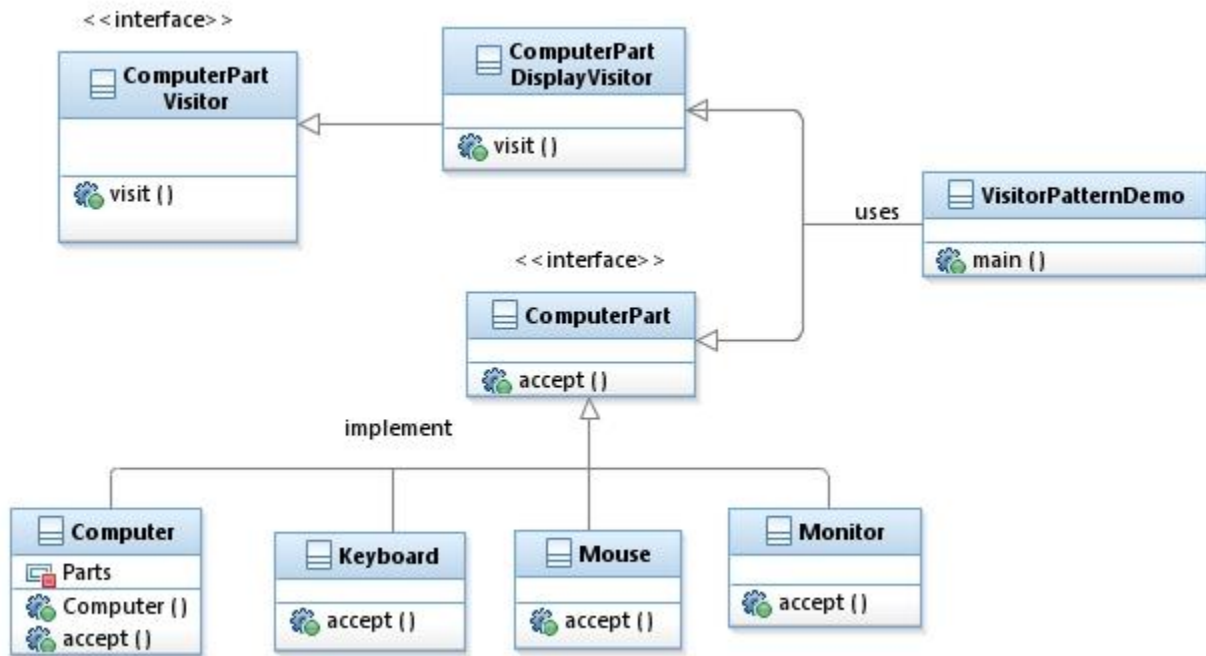 <<interface>>
ComputerPart
Visitor
visit ()
ComputerPart
DisplayVisitor
visit ()
uses
VisitorPatternDemo
main ()
<<interface>>
ComputerPart
accept ()
implement
Computer
Parts
Computer ()
accept ()
Keyboard
accept ()
Mouse
accept ()
Monitor
accept ()